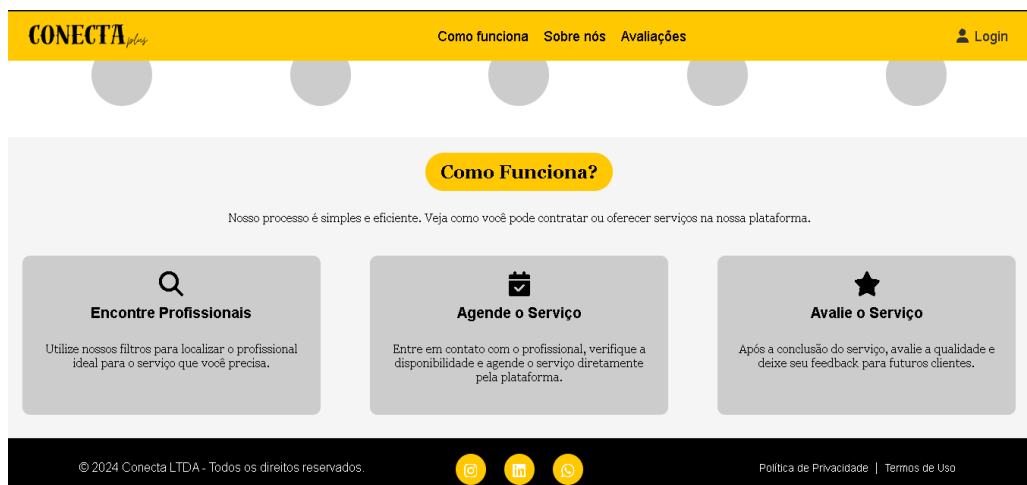 CONECTA plus
Como funciona Sobre nós Avaliações
Login
Como Funciona?
Nosso processo é simples e eficiente. Veja como você pode contratar ou oferecer serviços na nossa plataforma.
Encontre Profissionais
Utilize nossos filtros para localizar o profissional
ideal para o serviço que você precisa.
Agende o Serviço
Entre em contato com o profissional, verifique a
disponibilidade e agende o serviço diretamente
pela plataforma.
Avalie o Serviço
Após a conclusão do serviço, avalie a qualidade e
deixe seu feedback para futuros clientes.
© 2024 Conecta LTDA - Todos os direitos reservados.
in
Política de Privacidade | Termos de Uso